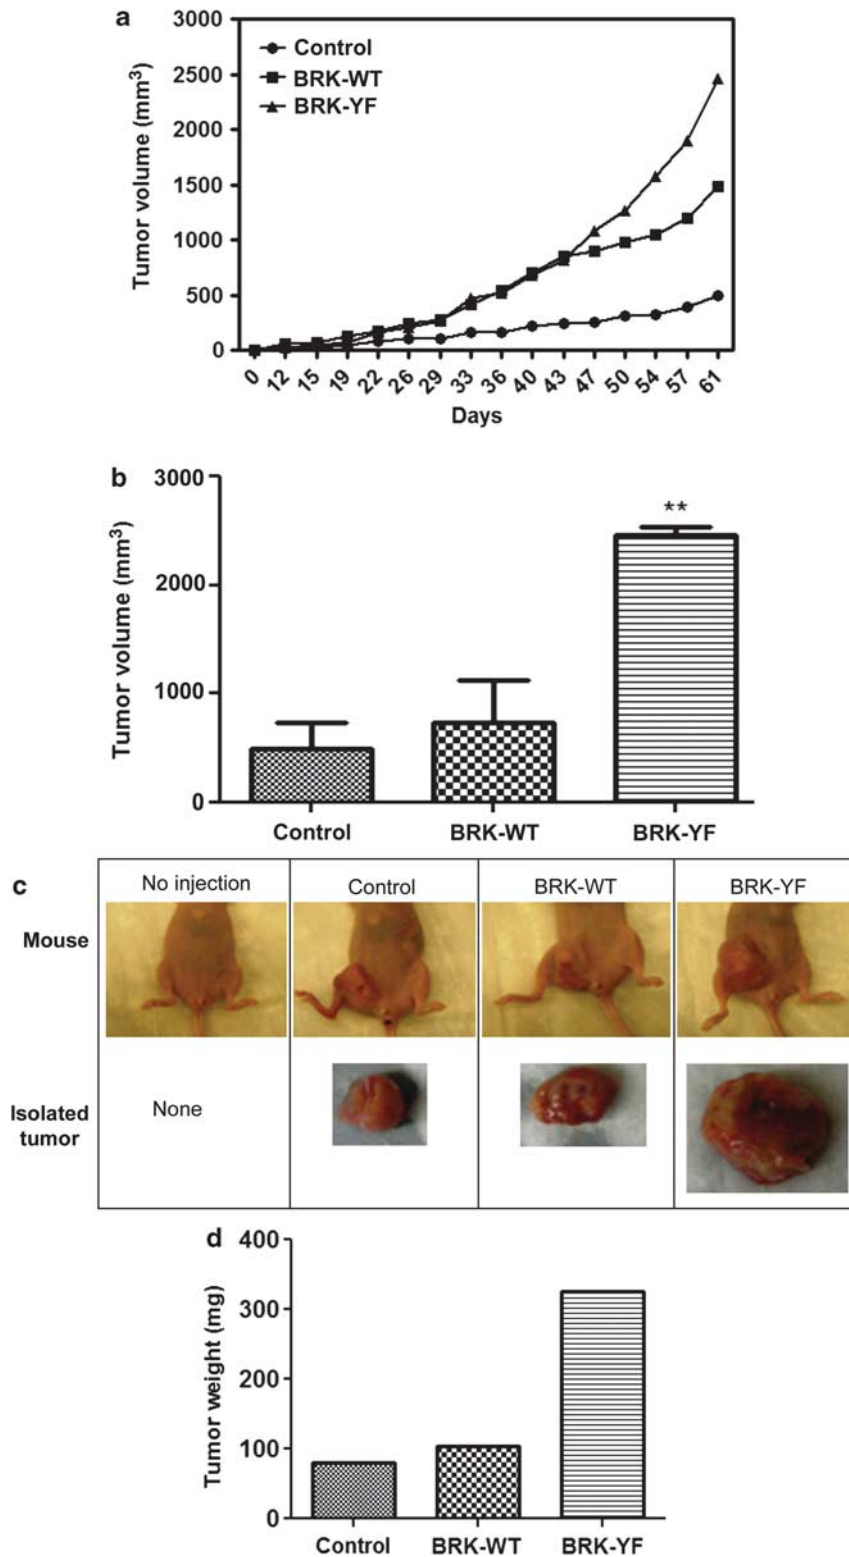 a
3000
2500
2000
1500
1000
500
0
Tumor volume (mm3)
Control
BRK-WT
BRK-YF
0 12 15 19 22 26 29 33 36 40 43 47 50 54 57 61
Days
b
3000
2000
1000
0
Tumor volume (mm3)
**
Control BRK-WT BRK-YF
c
No injection Control BRK-WT BRK-YF
Mouse
Isolated
tumor
None
d
400
300
200
100
0
Tumor weight (mg)
Control BRK-WT BRK-YF